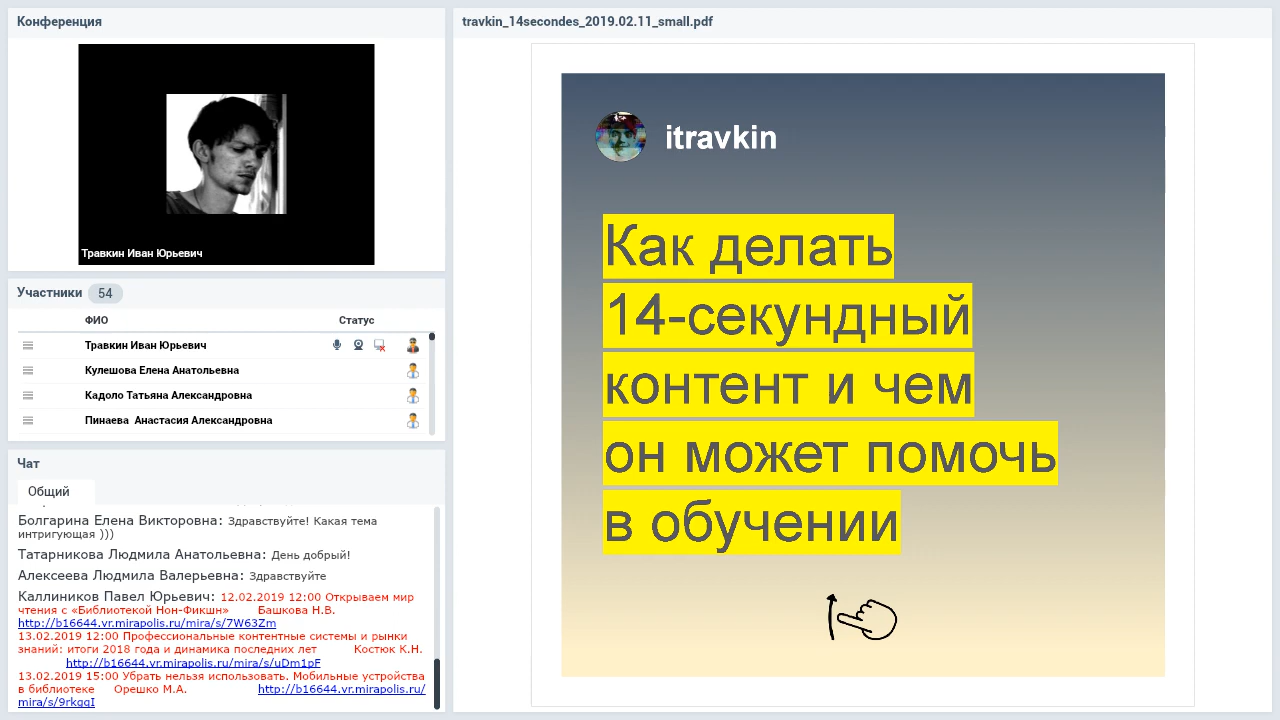 Конференция
Травкин Иван Юрьевич
Участники 54
ФИО Статус
Травкин Иван Юрьевич
Кулешова Елена Анатольевна
Кадоло Татьяна Александровна
Пинаева Анастасия Александровна
Чат
Общий
Болгарина Елена Викторовна: Здравствуйте! Какая тема
интригующая )))
Татарникова Людмила Анатольевна: День добрый!
Алексеева Людмила Валерьевна: Здравствуйте
Каллиников Павел Юрьевич: 12.02.2019 12:00 Открываем мир
чтения с «Библиотекой Нон-Фикшн» Башкова Н.В.
http://b16644.vr.mirapolis.ru/mira/s/7W63Zm
13.02.2019 12:00 Профессиональные контентные системы и рынки
знаний: итоги 2018 года и динамика последних лет Костюк К.Н.
http://b16644.vr.mirapolis.ru/mira/s/uDm1pF
13.02.2019 15:00 Убрать нельзя использовать. Мобильные устройства
в библиотеке Орешко М.А. http://b16644.vr.mirapolis.ru/
mira/s/9rkgqI
travkin_14secondes_2019.02.11_small.pdf
itravkin
Как делать
14-секундный
контент и чем
он может помочь
в обучении